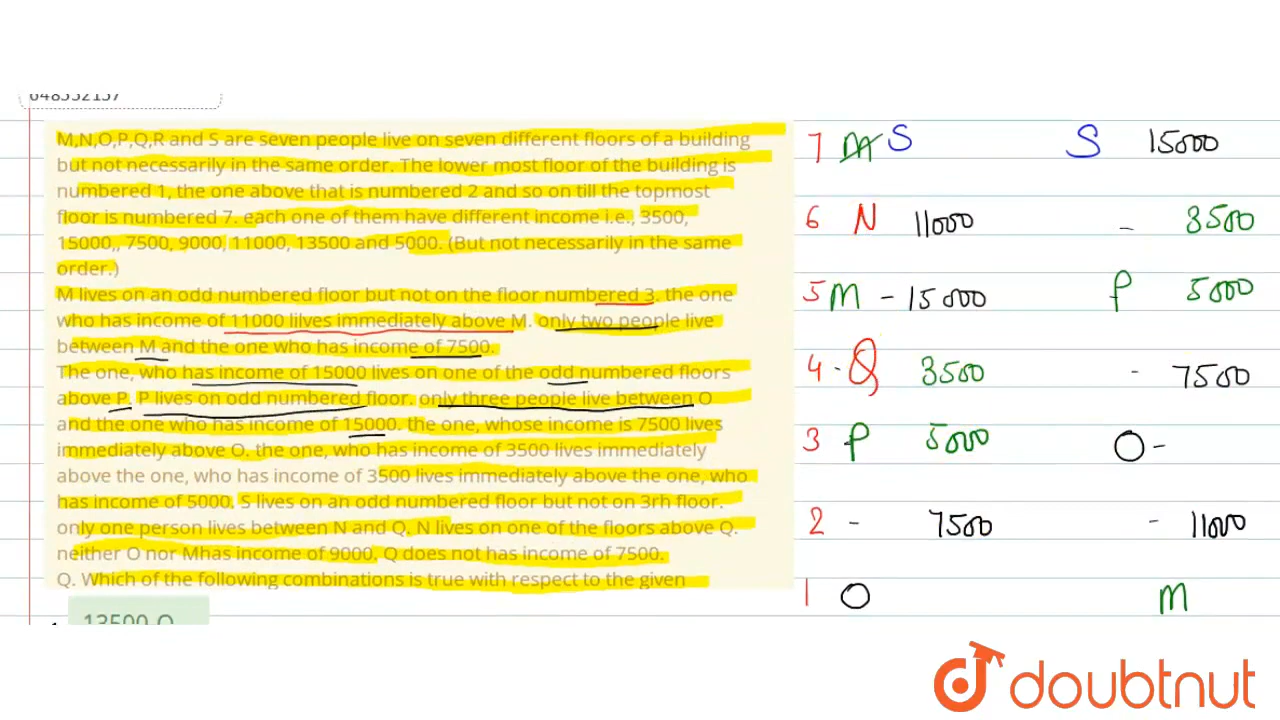 648552157
M,N,O,P,Q,R and S are seven people live on seven different floors of a building
but not necessarily in the same order. The lower most floor of the building is
numbered 1, the one above that is numbered 2 and so on till the topmost
floor is numbered 7. each one of them have different income i.e., 3500,
15000,, 7500, 9000, 11000, 13500 and 5000. (But not necessarily in the same
order.)
M lives on an odd numbered floor but not on the floor numbered 3. the one
who has income of 11000 lilves immediately above M. only two people live
between M and the one who has income of 7500.
The one, who has income of 15000 lives on one of the odd numbered floors
above P. P lives on odd numbered floor. only three people live between O
and the one who has income of 15000. the one, whose income is 7500 lives
immediately above O. the one, who has income of 3500 lives immediately
above the one, who has income of 3500 lives immediately above the one, who
has income of 5000. S lives on an odd numbered floor but not on 3rh floor.
only one person lives between N and Q. N lives on one of the floors above Q.
neither O nor Mhas income of 9000, Q does not has income of 7500.
Q. Which of the following combinations is true with respect to the given
13500-O
7 M S S 15000
6 N 11000 - 3500
5 M - 15000 P 5000
4 - Q 3500 - 7500
3 P 5000 O -
2 - 7500 - 11000
1 O M
doubtnut